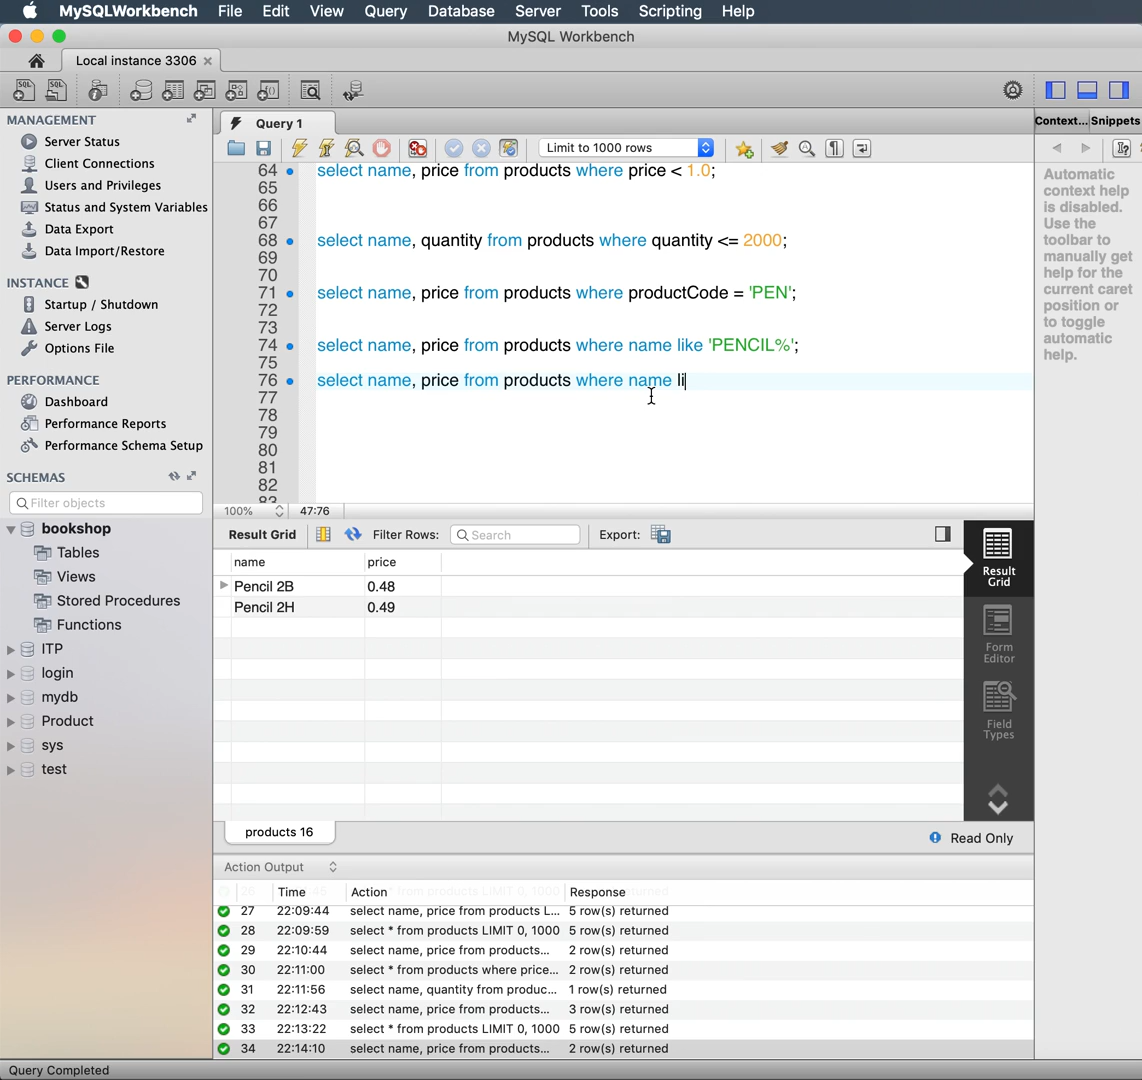 MySQLWorkbench File Edit View Query Database Server Tools Scripting Help
MySQL Workbench
Local instance 3306
Query 1
Context... Snippets
Limit to 1000 rows
MANAGEMENT
Server Status
Client Connections
Users and Privileges
Status and System Variables
Data Export
Data Import/Restore
INSTANCE
Startup / Shutdown
Server Logs
Options File
PERFORMANCE
Dashboard
Performance Reports
Performance Schema Setup
SCHEMAS
Filter objects
bookshop
Tables
Views
Stored Procedures
Functions
ITP
login
mydb
Product
sys
test
64 select name, price from products where price < 1.0;
65
66
67
68 select name, quantity from products where quantity <= 2000;
69
70
71 select name, price from products where productCode = 'PEN';
72
73
74 select name, price from products where name like 'PENCIL%';
75
76 select name, price from products where name li
77
78
79
80
81
82
83
100% 47:76
Automatic
context help
is disabled.
Use the
toolbar to
manually get
help for the
current caret
position or
to toggle
automatic
help.
Result Grid Filter Rows: Search Export:
name price
Pencil 2B 0.48
Pencil 2H 0.49
Result
Grid
Form
Editor
Field
Types
products 16
Read Only
Action Output
Time Action Response
27 22:09:44 select name, price from products L... 5 row(s) returned
28 22:09:59 select * from products LIMIT 0, 1000 5 row(s) returned
29 22:10:44 select name, price from products... 2 row(s) returned
30 22:11:00 select * from products where price... 2 row(s) returned
31 22:11:56 select name, quantity from produc... 1 row(s) returned
32 22:12:43 select name, price from products... 3 row(s) returned
33 22:13:22 select * from products LIMIT 0, 1000 5 row(s) returned
34 22:14:10 select name, price from products... 2 row(s) returned
Query Completed